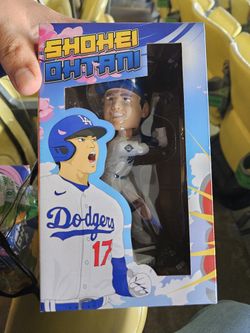 SHOHEI
OHTANI
LA
Dodgers
17